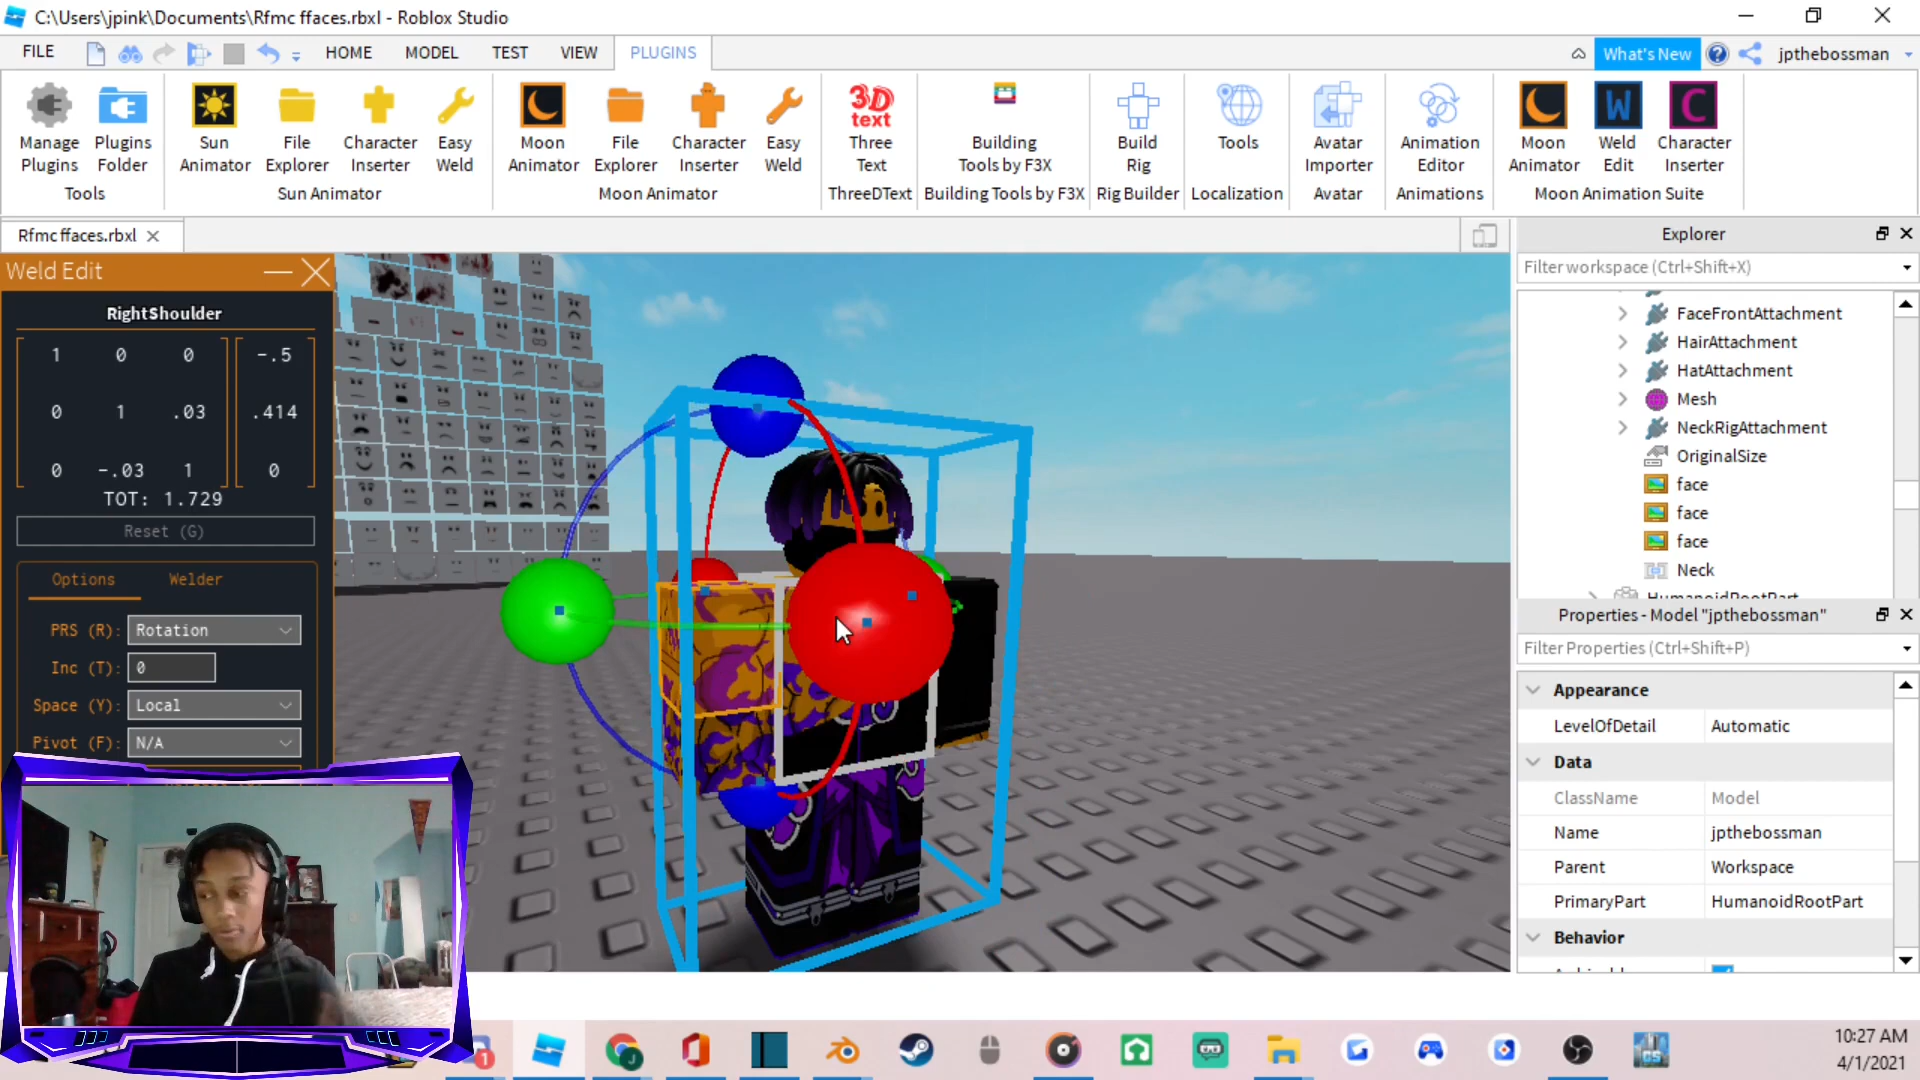 C:\Users\jpink\Documents\Rfmc ffaces.rbxl - Roblox Studio
FILE HOME MODEL TEST VIEW PLUGINS What's New jpthebossman
Manage Plugins
Plugins Folder
Tools
Sun Animator
File Explorer
Character Inserter
Easy Weld
Sun Animator
Moon Animator
File Explorer
Character Inserter
Easy Weld
Moon Animator
3D text
Three Text
ThreeDText
Building Tools by F3X
Building Tools by F3X
Build Rig
Rig Builder
Tools
Localization
Avatar Importer
Avatar
Animation Editor
Animations
Moon Animator
W
Weld Edit
C
Character Inserter
Moon Animation Suite
Rfmc ffaces.rbxl
Weld Edit
RightShoulder
1 0 0 -.5
0 1 .03 .414
0 -.03 1 0
TOT: 1.729
Reset (G)
Options Welder
PRS (R): Rotation
Inc (T): 0
Space (Y): Local
Pivot (F): N/A
Explorer
Filter workspace (Ctrl+Shift+X)
FaceFrontAttachment
HairAttachment
HatAttachment
Mesh
NeckRigAttachment
OriginalSize
face
face
face
Neck
HumanoidRootPart
Properties - Model "jpthebossman"
Filter Properties (Ctrl+Shift+P)
Appearance
LevelOfDetail Automatic
Data
ClassName Model
Name jpthebossman
Parent Workspace
PrimaryPart HumanoidRootPart
Behavior
1
J
10:27 AM
4/1/2021